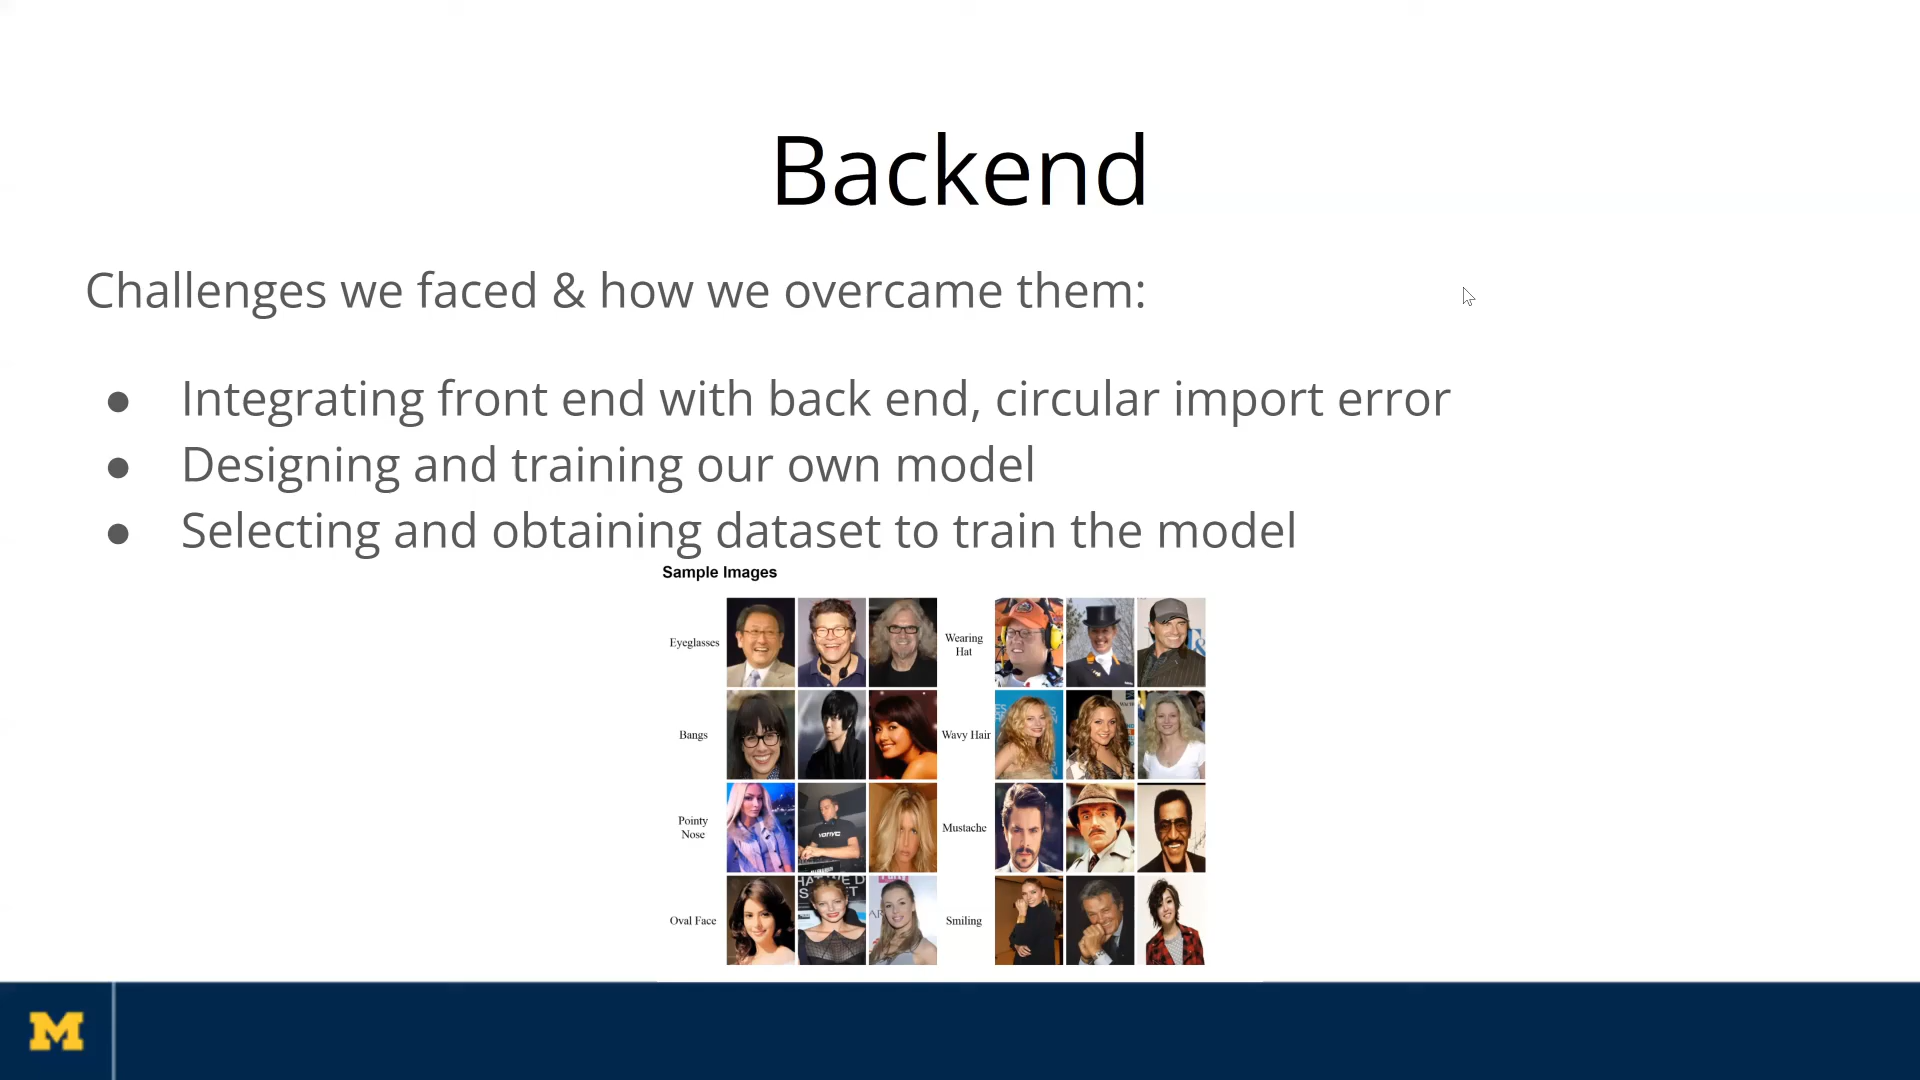 Backend
Challenges we faced & how we overcame them:
● Integrating front end with back end, circular import error
● Designing and training our own model
● Selecting and obtaining dataset to train the model
Sample Images
Eyeglasses
Wearing
Hat
Bangs
Wavy Hair
Pointy
Nose
Mustache
Oval Face
Smiling
M